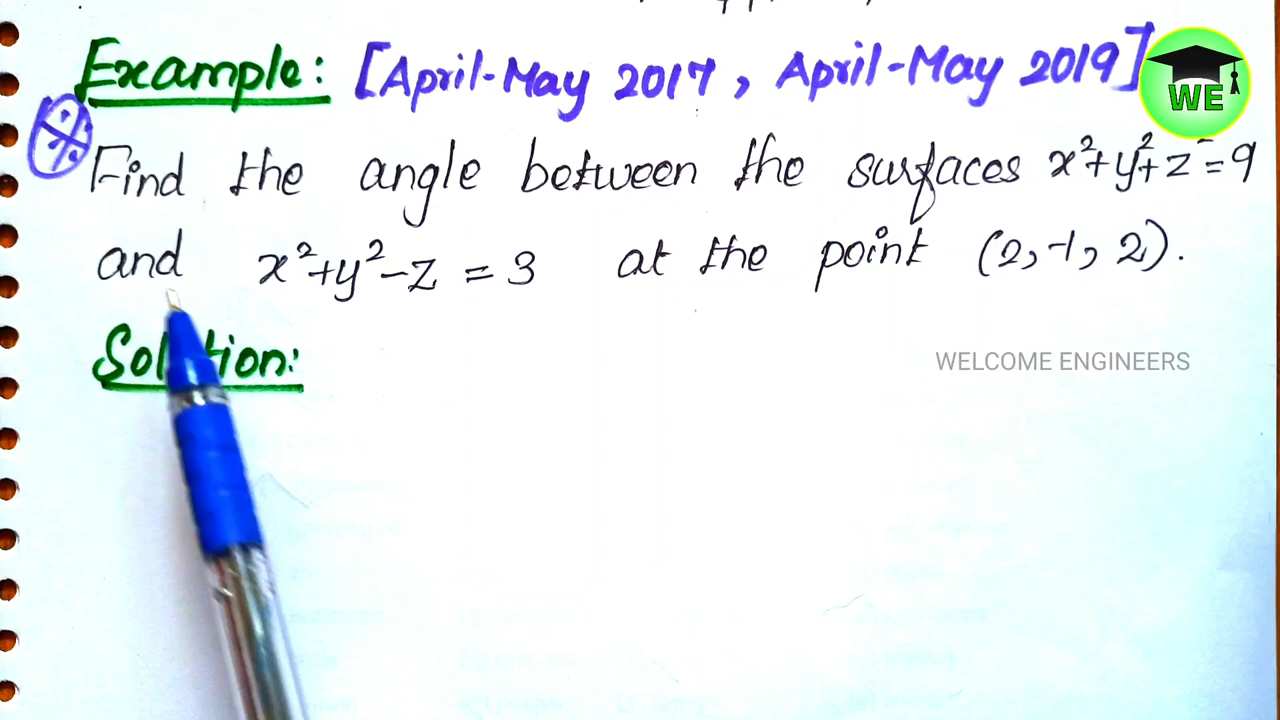 Example: [April-May 2017, April-May 2019]
WE
Find the angle between the surfaces x²+y²+z²=9
and x²+y²-z = 3 at the point (2,-1, 2).
Solution:
WELCOME ENGINEERS